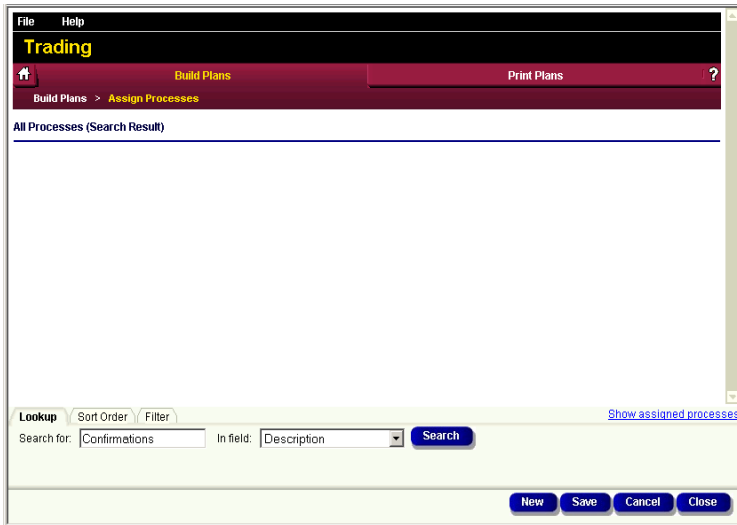 File Help
Trading
Build Plans Print Plans ?
Build Plans > Assign Processes
All Processes (Search Result)
Lookup Sort Order Filter Show assigned processes
Search for: Confirmations In field: Description Search
New Save Cancel Close